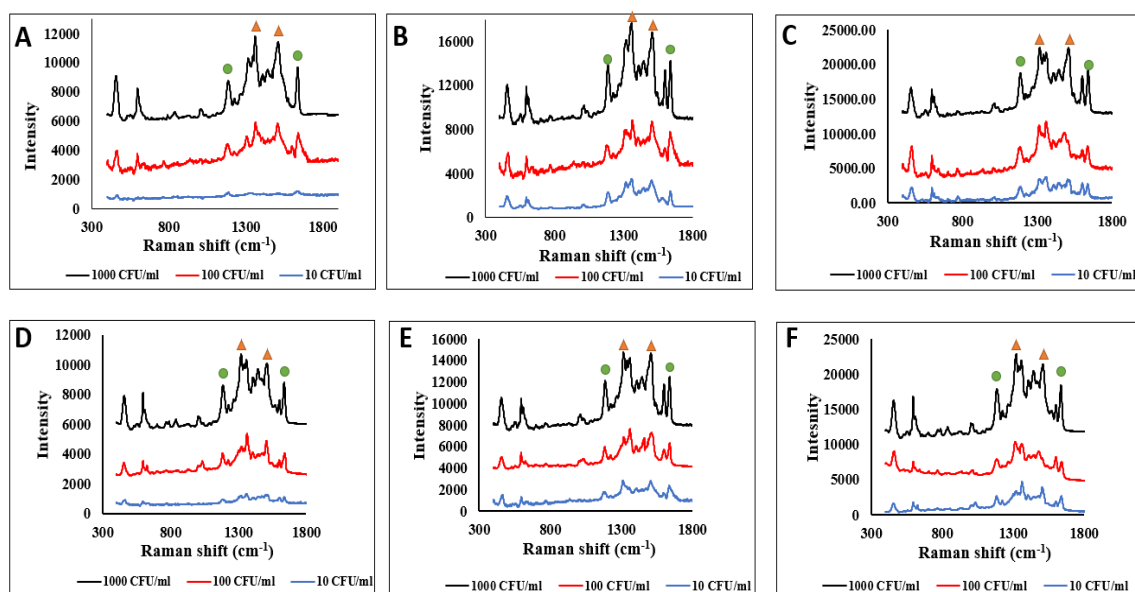 A
12000
10000
8000
6000
4000
2000
0
Intensity
300 800 1300 1800
Raman shift (cm-1)
1000 CFU/ml 100 CFU/ml 10 CFU/ml
B
16000
12000
8000
4000
0
Intensity
300 800 1300 1800
Raman shift (cm-1)
1000 CFU/ml 100 CFU/ml 10 CFU/ml
C
25000.00
20000.00
15000.00
10000.00
5000.00
0.00
Intensity
300 800 1300 1800
Raman shift (cm-1)
1000 CFU/ml 100 CFU/ml 10 CFU/ml
D
12000
10000
8000
6000
4000
2000
0
Intensity
300 800 1300 1800
Raman shift (cm-1)
1000 CFU/ml 100 CFU/ml 10 CFU/ml
E
16000
14000
12000
10000
8000
6000
4000
2000
0
Intensity
300 800 1300 1800
Raman shift (cm-1)
1000 CFU/ml 100 CFU/ml 10 CFU/ml
F
25000
20000
15000
10000
5000
0
Intesnity
300 800 1300 1800
Raman shift (cm-1)
1000 CFU/ml 100 CFU/ml 10 CFU/ml